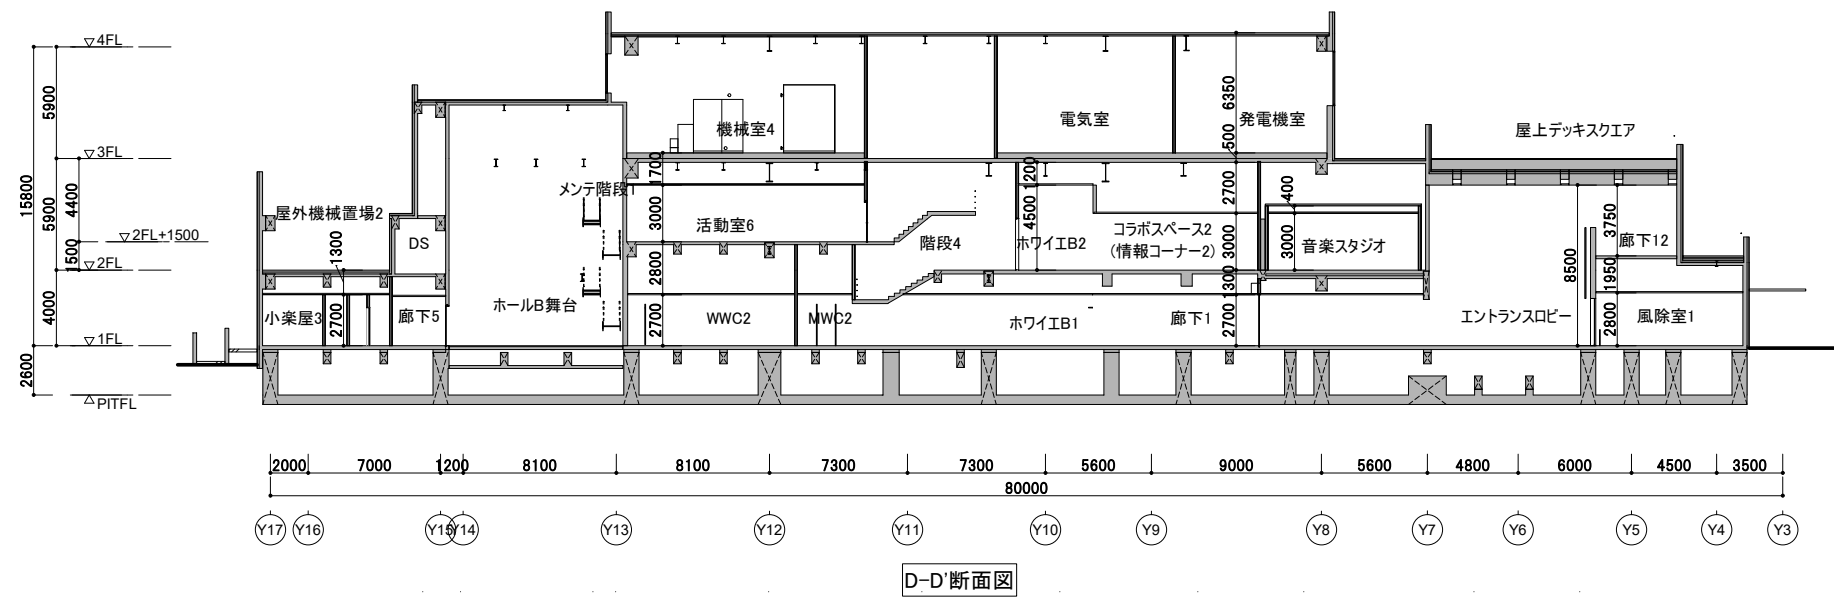 ▽4FL
▽3FL
▽2FL+1500
▽2FL
▽1FL
△PITFL
15800
5900
5900
4400
1500
4000
2600
屋外機械置場2
DS
1300
小楽屋3
2700
廊下5
ホールB舞台
メンテ階段1
機械室4
電気室
発電機室
6350
500
屋上デッキスクエア
1700
3000
2800
2700
活動室6
WWC2
MWC2
階段4
1200
4500
ホワイエB2
コラボスペース2
(情報コーナー2)
2700
3000
1300
2700
400
3000
音楽スタジオ
ホワイエB1
廊下1
エントランスロビー
8500
3750
1950
2800
廊下12
風除室1
2000
7000
1200
8100
8100
7300
7300
5600
9000
5600
4800
6000
4500
3500
80000
Y17
Y16
Y15
Y14
Y13
Y12
Y11
Y10
Y9
Y8
Y7
Y6
Y5
Y4
Y3
D-D'断面図